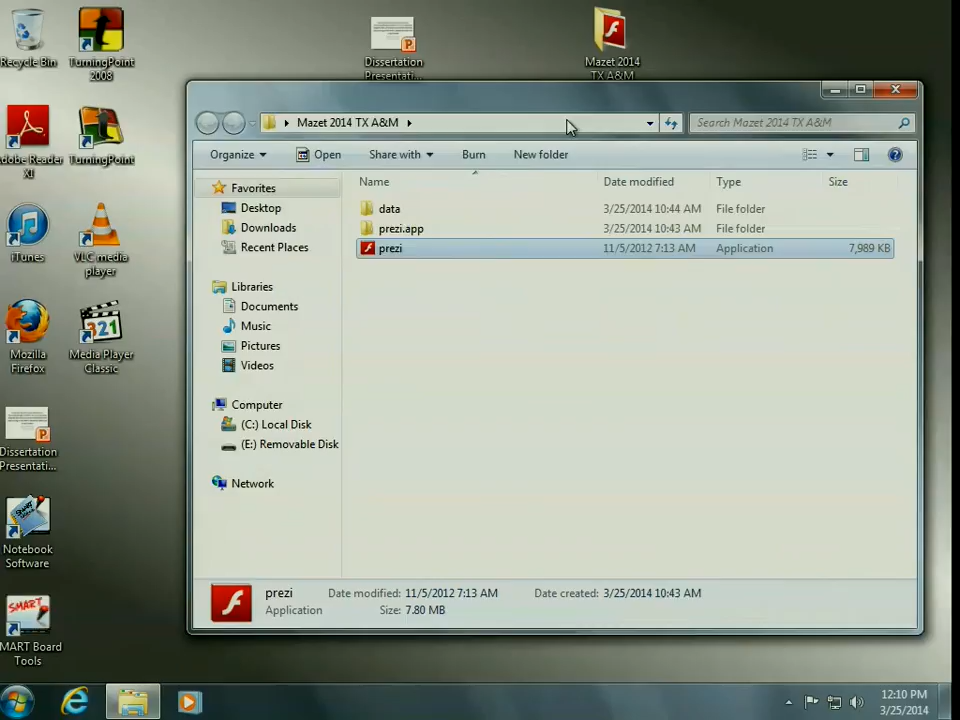 Recycle Bin
TurningPoint
2008
Dissertation
Presentati...
Mazet 2014
TX A&M
Adobe Reader
XI
TurningPoint
iTunes
VLC media
player
Mozilla
Firefox
Media Player
Classic
321
Dissertation
Presentati...
Notebook
Software
SMART
SMART Board
Tools
Mazet 2014 TX A&M
Search Mazet 2014 TX A&M
Organize
Open
Share with
Burn
New folder
Favorites
Desktop
Downloads
Recent Places
Libraries
Documents
Music
Pictures
Videos
Computer
(C:) Local Disk
(E:) Removable Disk
Network
Name Date modified Type Size
data 3/25/2014 10:44 AM File folder
prezi.app 3/25/2014 10:43 AM File folder
prezi 11/5/2012 7:13 AM Application 7,989 KB
prezi Date modified: 11/5/2012 7:13 AM Date created: 3/25/2014 10:43 AM
Application Size: 7.80 MB
12:10 PM
3/25/2014